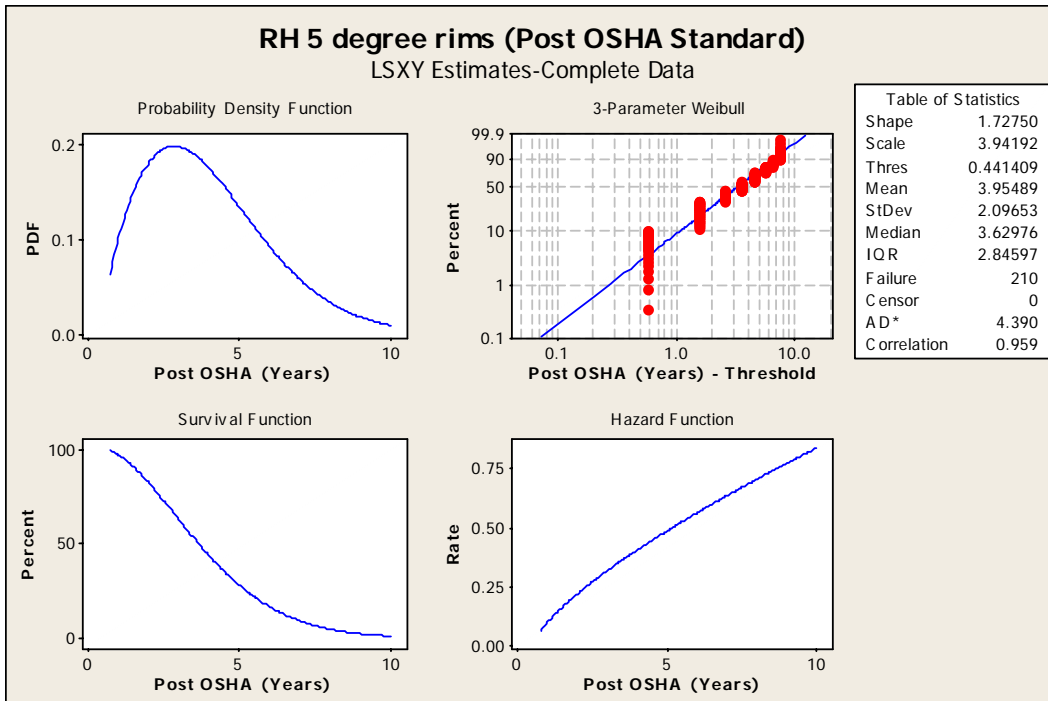 RH 5 degree rims (Post OSHA Standard)
LSXY Estimates-Complete Data
Probability Density Function
0.2
0.1
0.0
PDF
0 5 10
Post OSHA (Years)
3-Parameter Weibull
99.9
90
50
10
1
0.1
Percent
0.1 1.0 10.0
Post OSHA (Years) - Threshold
Table of Statistics
Shape 1.72750
Scale 3.94192
Thres 0.441409
Mean 3.95489
StDev 2.09653
Median 3.62976
IQR 2.84597
Failure 210
Censor 0
AD* 4.390
Correlation 0.959
Survival Function
100
50
0
Percent
0 5 10
Post OSHA (Years)
Hazard Function
0.75
0.50
0.25
0.00
Rate
0 5 10
Post OSHA (Years)